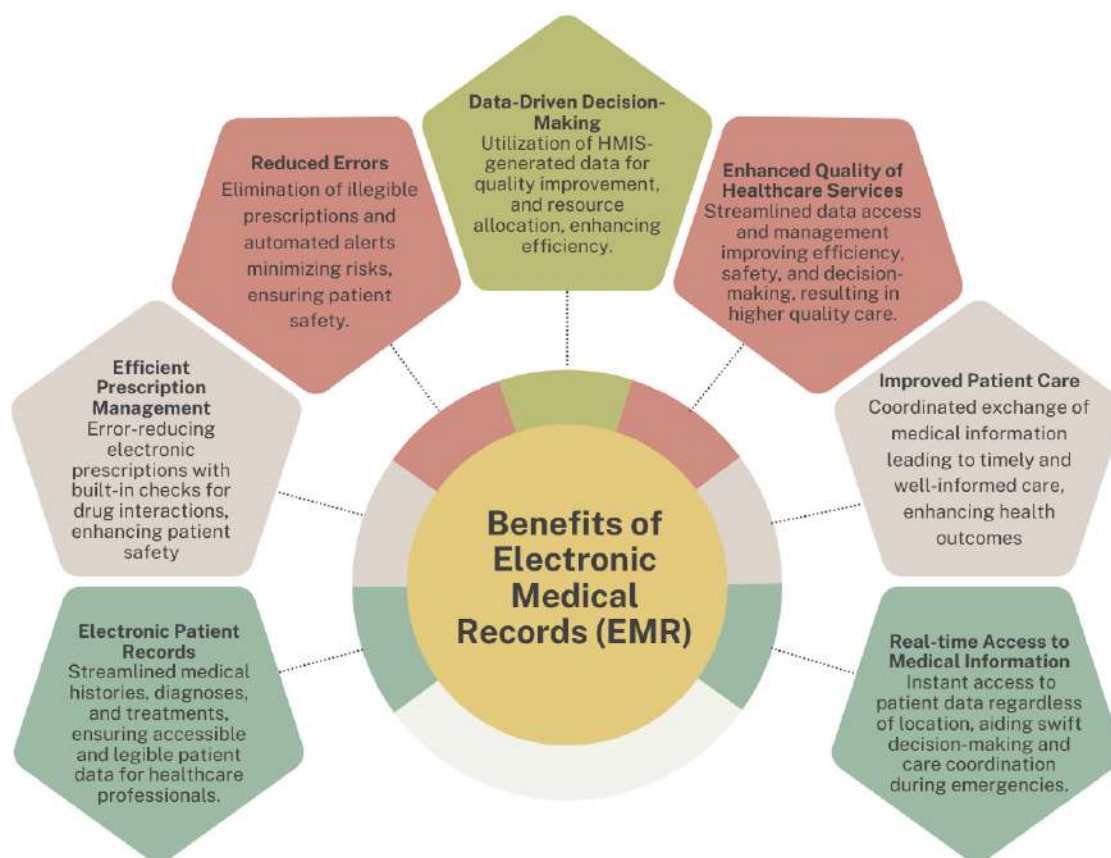 Data-Driven Decision-
Making
Utilization of HMIS-
generated data for
quality improvement,
and resource
allocation, enhancing
efficiency.
Reduced Errors
Elimination of illegible
prescriptions and
automated alerts
minimizing risks,
ensuring patient
safety.
Enhanced Quality of
Healthcare Services
Streamlined data access
and management
improving efficiency,
safety, and decision-
making, resulting in
higher quality care.
Efficient
Prescription
Management
Error-reducing
electronic
prescriptions with
built-in checks for
drug interactions,
enhancing patient
safety
Improved Patient Care
Coordinated exchange of
medical information
leading to timely and
well-informed care,
enhancing health
outcomes
Benefits of
Electronic
Medical
Records (EMR)
Electronic Patient
Records
Streamlined medical
histories, diagnoses,
and treatments,
ensuring accessible
and legible patient
data for healthcare
professionals.
Real-time Access to
Medical Information
Instant access to
patient data regardless
of location, aiding swift
decision-making and
care coordination
during emergencies.